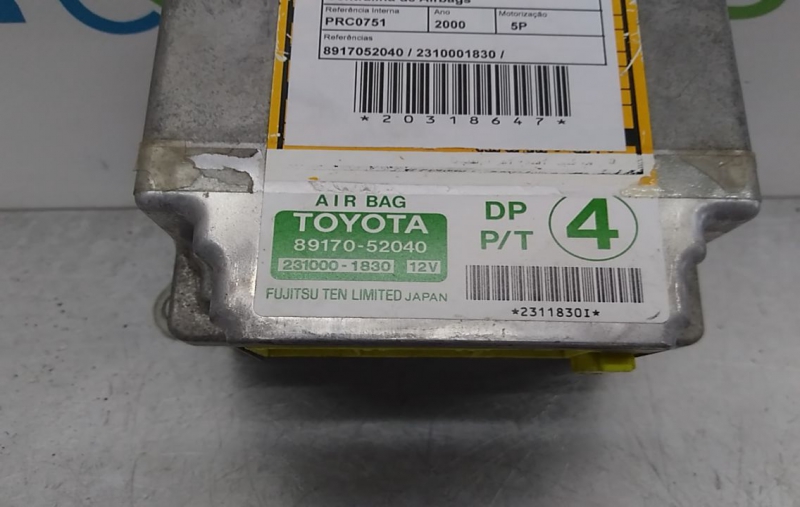 Referência Interna Ano Motorização
PRC0751 2000 5P
Referências
8917052040 / 2310001830 /
*20318647*
AIR BAG
TOYOTA
89170-52040
231000-1830 12V
FUJITSU TEN LIMITED JAPAN
DP 4
P/T
*2311830I*